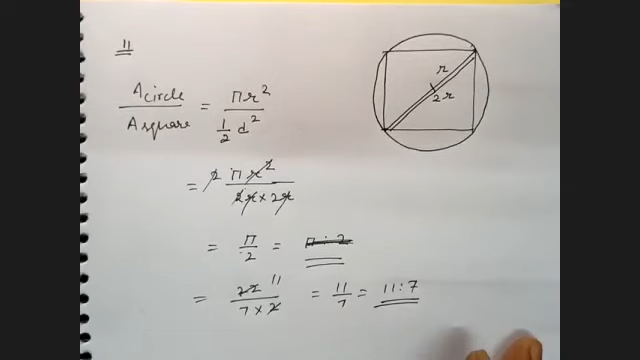 11
A circle / A square = πr² / ½ d²
r
2r
= 2 πr² / 2r × 2r
= π / 2 = π : 2
= 22 11 / 7 × 2 = 11 / 7 = 11 : 7